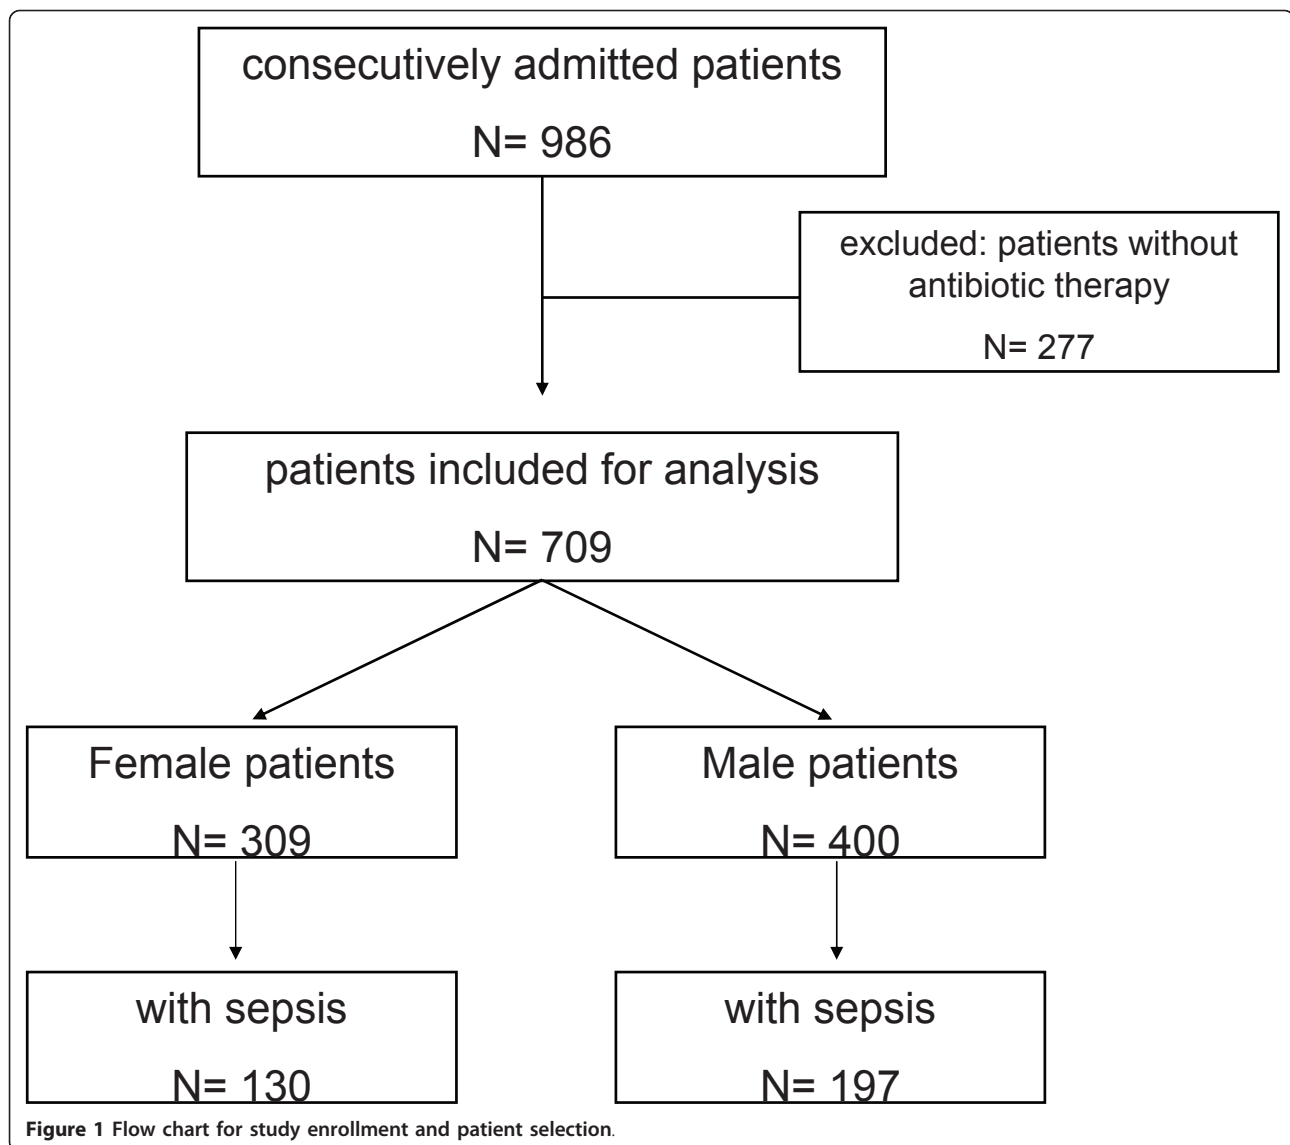 consecutively admitted patients
N= 986
excluded: patients without
antibiotic therapy
N= 277
patients included for analysis
N= 709
Female patients
N= 309
Male patients
N= 400
with sepsis
N= 130
with sepsis
N= 197
Figure 1 Flow chart for study enrollment and patient selection.